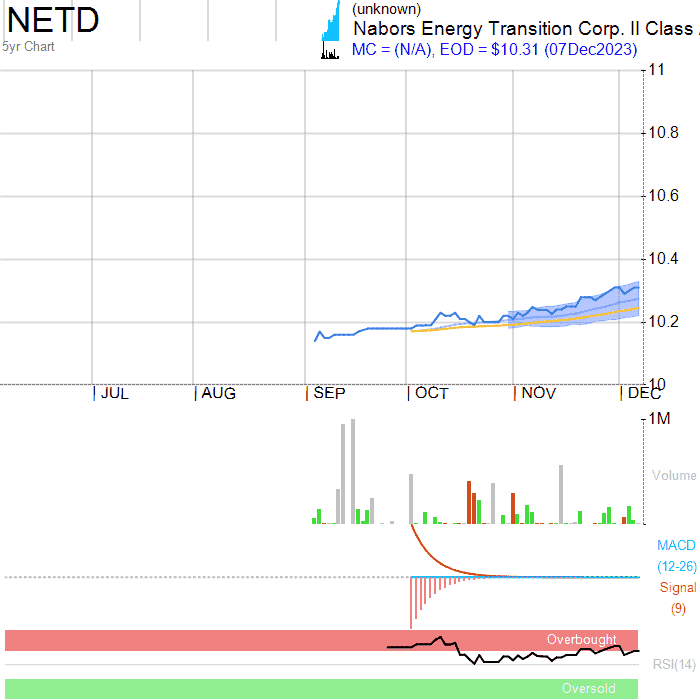 NETD
5yr Chart
(unknown)
Nabors Energy Transition Corp. II Class
MC = (N/A), EOD = $10.31 (07Dec2023)
11
10.8
10.6
10.4
10.2
10
JUL AUG SEP OCT NOV DEC
1M
Volume
MACD
(12-26)
Signal
(9)
Overbought
RSI(14)
Oversold